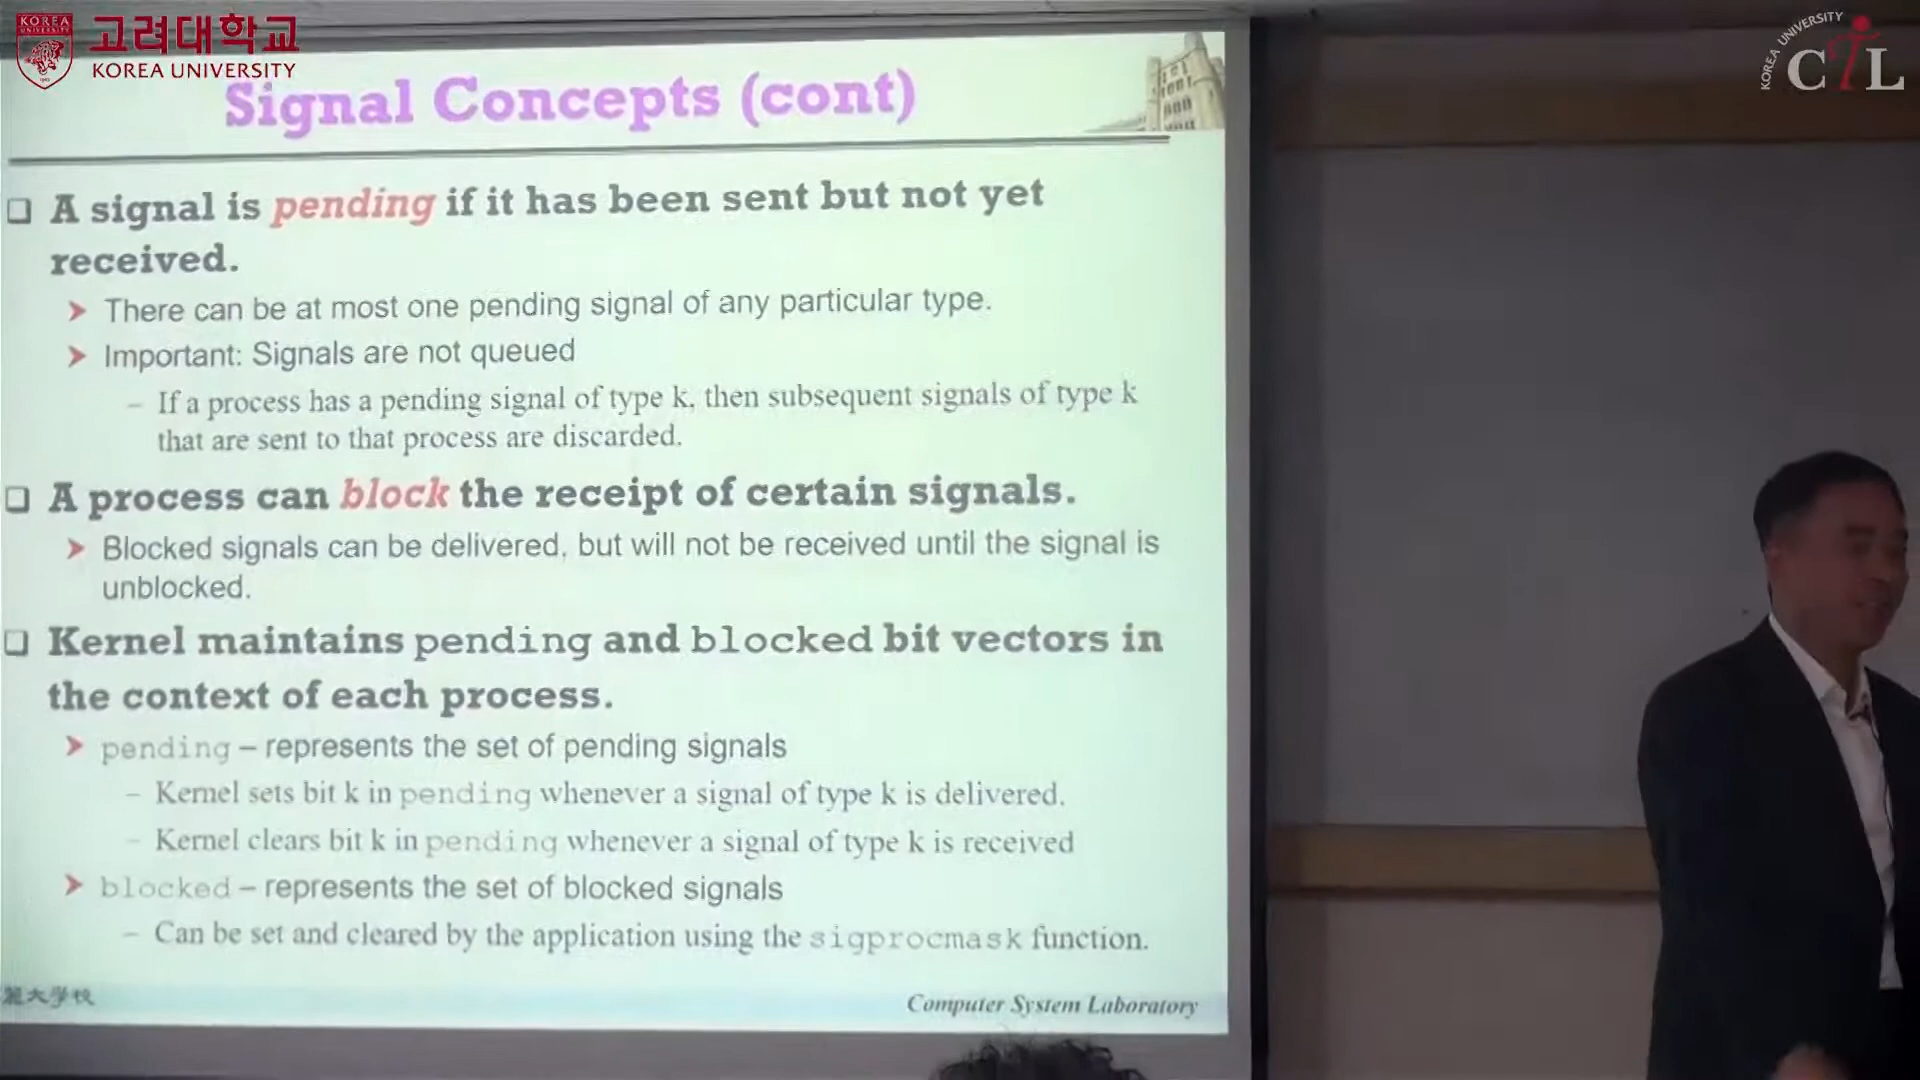 KOREA
UNIVERSITY
고려대학교
KOREA UNIVERSITY
KOREA UNIVERSITY
CTL
Signal Concepts (cont)
A signal is pending if it has been sent but not yet
received.
There can be at most one pending signal of any particular type.
Important: Signals are not queued
– If a process has a pending signal of type k, then subsequent signals of type k
that are sent to that process are discarded.
A process can block the receipt of certain signals.
Blocked signals can be delivered, but will not be received until the signal is
unblocked.
Kernel maintains pending and blocked bit vectors in
the context of each process.
pending – represents the set of pending signals
– Kernel sets bit k in pending whenever a signal of type k is delivered.
– Kernel clears bit k in pending whenever a signal of type k is received
blocked – represents the set of blocked signals
– Can be set and cleared by the application using the sigprocmask function.
麗大學校
Computer System Laboratory